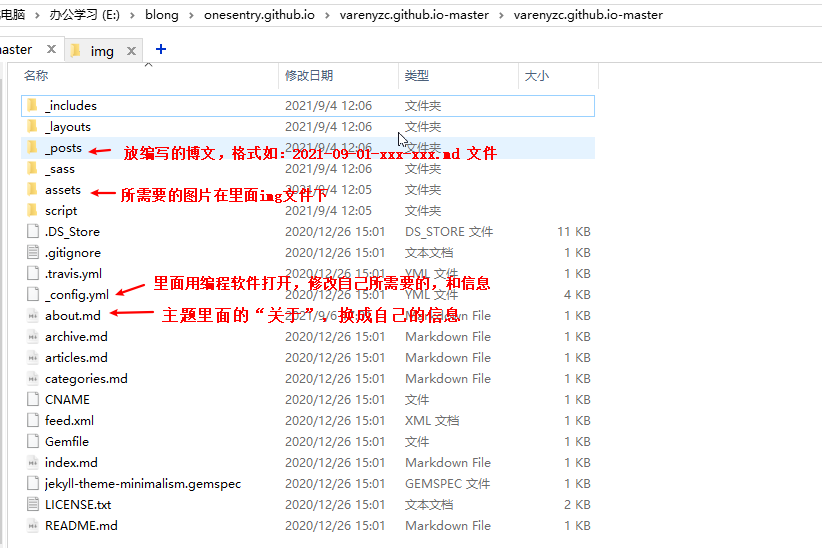 电脑 > 办公学习 (E:) > blong > onesentry.github.io > varenyzc.github.io-master > varenyzc.github.io-master
master img
名称 修改日期 类型 大小
_includes 2021/9/4 12:06 文件夹
_layouts 2021/9/4 12:06 文件夹
_posts 2021/9/4 12:06 文件夹
放编写的博文，格式如：2021-09-01-xxx-xxx.md 文件
_sass 2021/9/4 12:06 文件夹
assets 2021/9/4 12:05 文件夹
所需要的图片在里面img文件下
script 2021/9/4 12:05 文件夹
.DS_Store 2020/12/26 15:01 DS_STORE 文件 11 KB
.gitignore 2020/12/26 15:01 文本文档 1 KB
.travis.yml 2020/12/26 15:01 YML 文件 1 KB
里面用编程软件打开，修改自己所需要的，和信息
_config.yml 2020/12/26 15:01 YML 文件 4 KB
about.md 2021/9/6 Markdown File 1 KB
主题里面的“关于”，换成自己的信息
archive.md 2020/12/26 15:01 Markdown File 1 KB
articles.md 2020/12/26 15:01 Markdown File 1 KB
categories.md 2020/12/26 15:01 Markdown File 1 KB
CNAME 2020/12/26 15:01 文件 1 KB
feed.xml 2020/12/26 15:01 XML 文档 1 KB
Gemfile 2020/12/26 15:01 文件 1 KB
index.md 2020/12/26 15:01 Markdown File 1 KB
jekyll-theme-minimalism.gemspec 2020/12/26 15:01 GEMSPEC 文件 1 KB
LICENSE.txt 2020/12/26 15:01 文本文档 2 KB
README.md 2020/12/26 15:01 Markdown File 1 KB